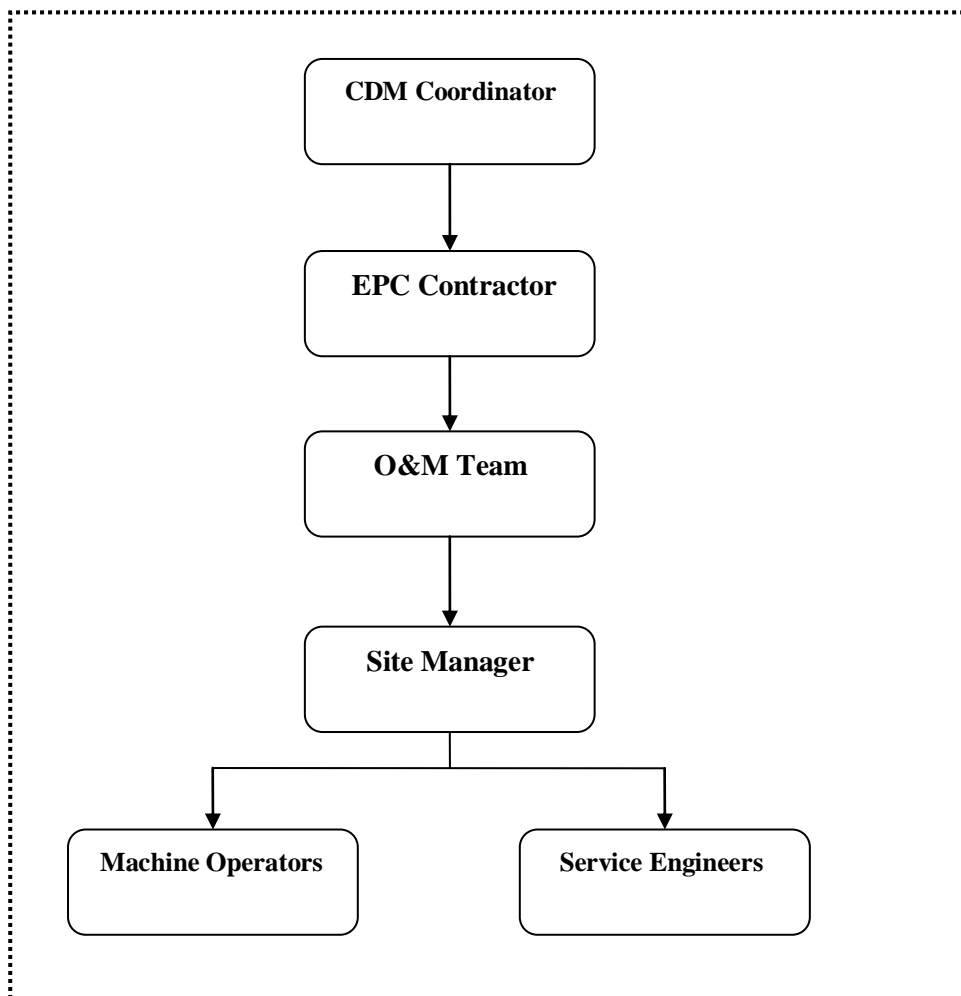 CDM Coordinator
EPC Contractor
O&M Team
Site Manager
Machine Operators
Service Engineers